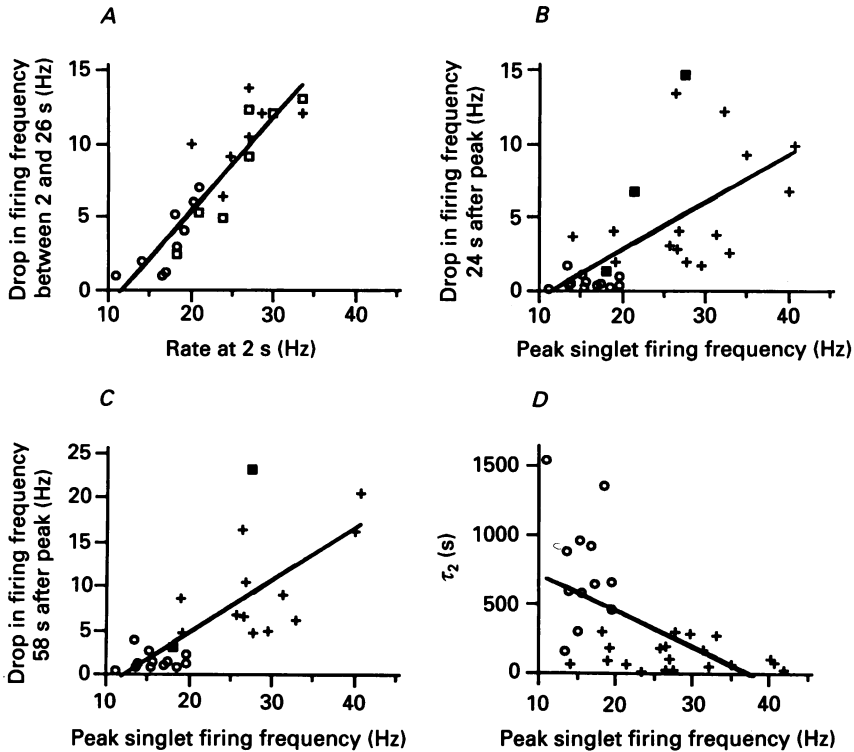 A
Drop in firing frequency
between 2 and 26 s (Hz)
15
10
5
0
10
20
30
40
Rate at 2 s (Hz)
B
Drop in firing frequency
24 s after peak (Hz)
15
10
5
0
10
20
30
40
Peak singlet firing frequency (Hz)
C
Drop in firing frequency
58 s after peak (Hz)
25
20
15
10
5
0
10
20
30
40
Peak singlet firing frequency (Hz)
D
τ₂ (s)
1500
1000
500
0
10
20
30
40
Peak singlet firing frequency (Hz)